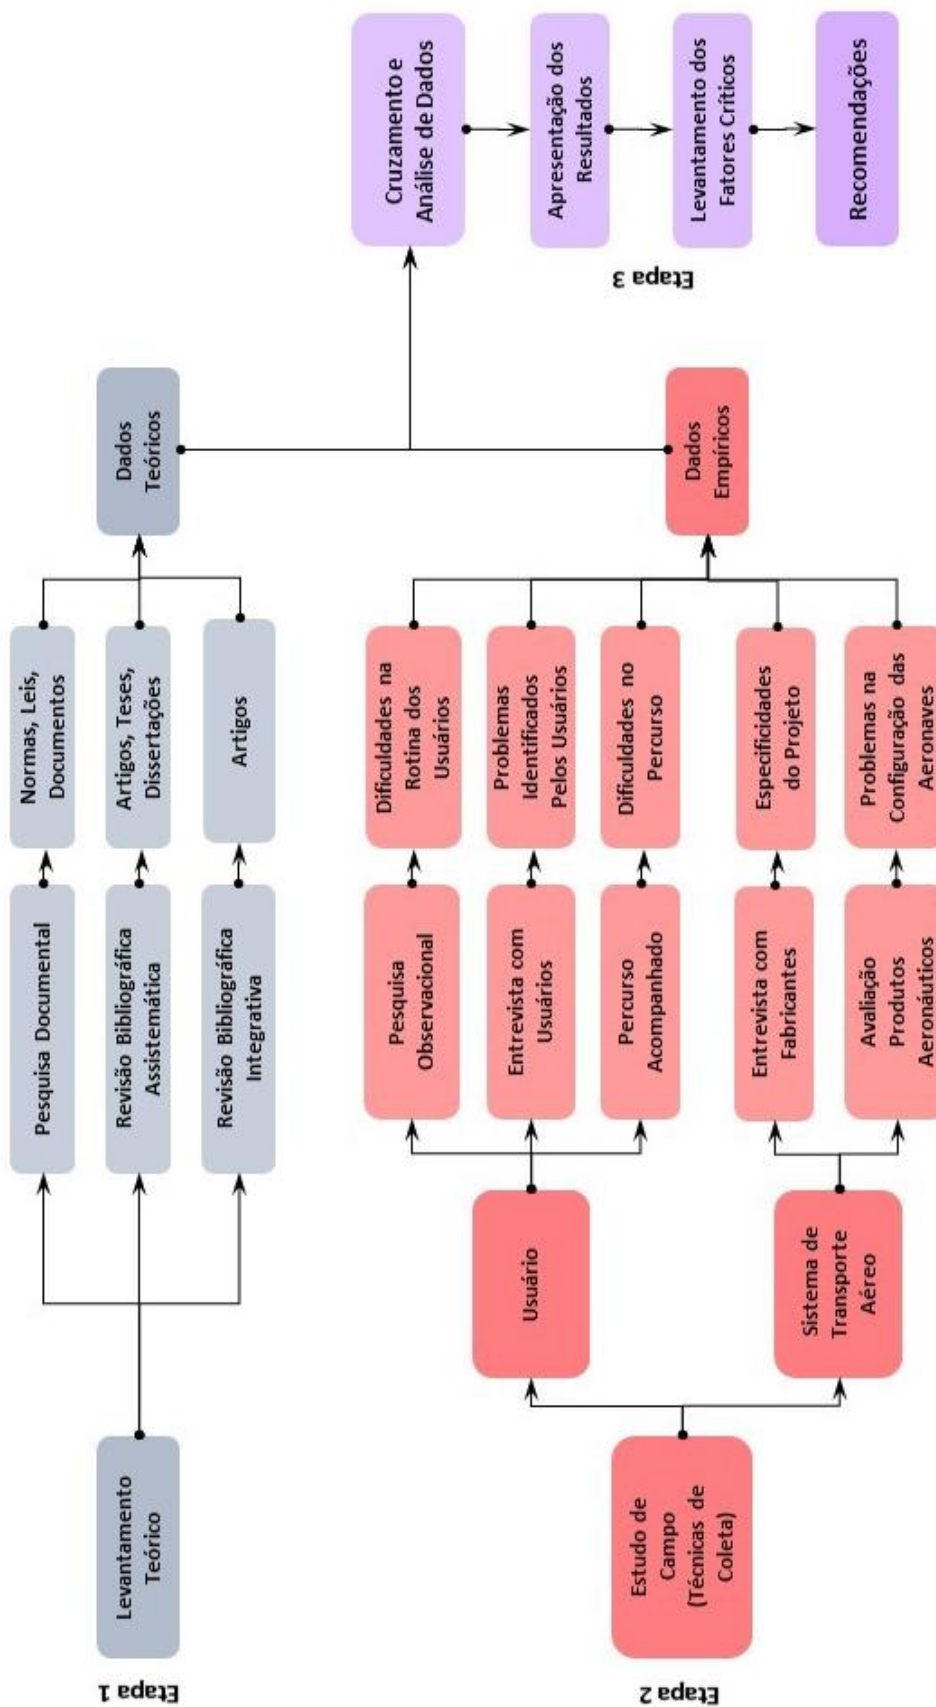 Etapa 1
Levantamento
Teórico
Pesquisa Documental
Normas, Leis,
Documentos
Revisão Bibliográfica
Assistemática
Artigos, Teses,
Dissertações
Revisão Bibliográfica
Integrativa
Artigos
Dados
Teóricos
Etapa 2
Estudo de
Campo
(Técnicas de
Coleta)
Usuário
Pesquisa
Observacional
Dificuldades na
Rotina dos
Usuários
Entrevista com
Usuários
Problemas
Identificados
Pelos Usuários
Percurso
Acompanhado
Dificuldades no
Percurso
Sistema de
Transporte
Aéreo
Entrevista com
Fabricantes
Especificidades
do Projeto
Avaliação
Produtos
Aeronáuticos
Problemas na
Configuração das
Aeronaves
Dados
Empíricos
Etapa 3
Cruzamento e
Análise de Dados
Apresentação dos
Resultados
Levantamento dos
Fatores Críticos
Recomendações